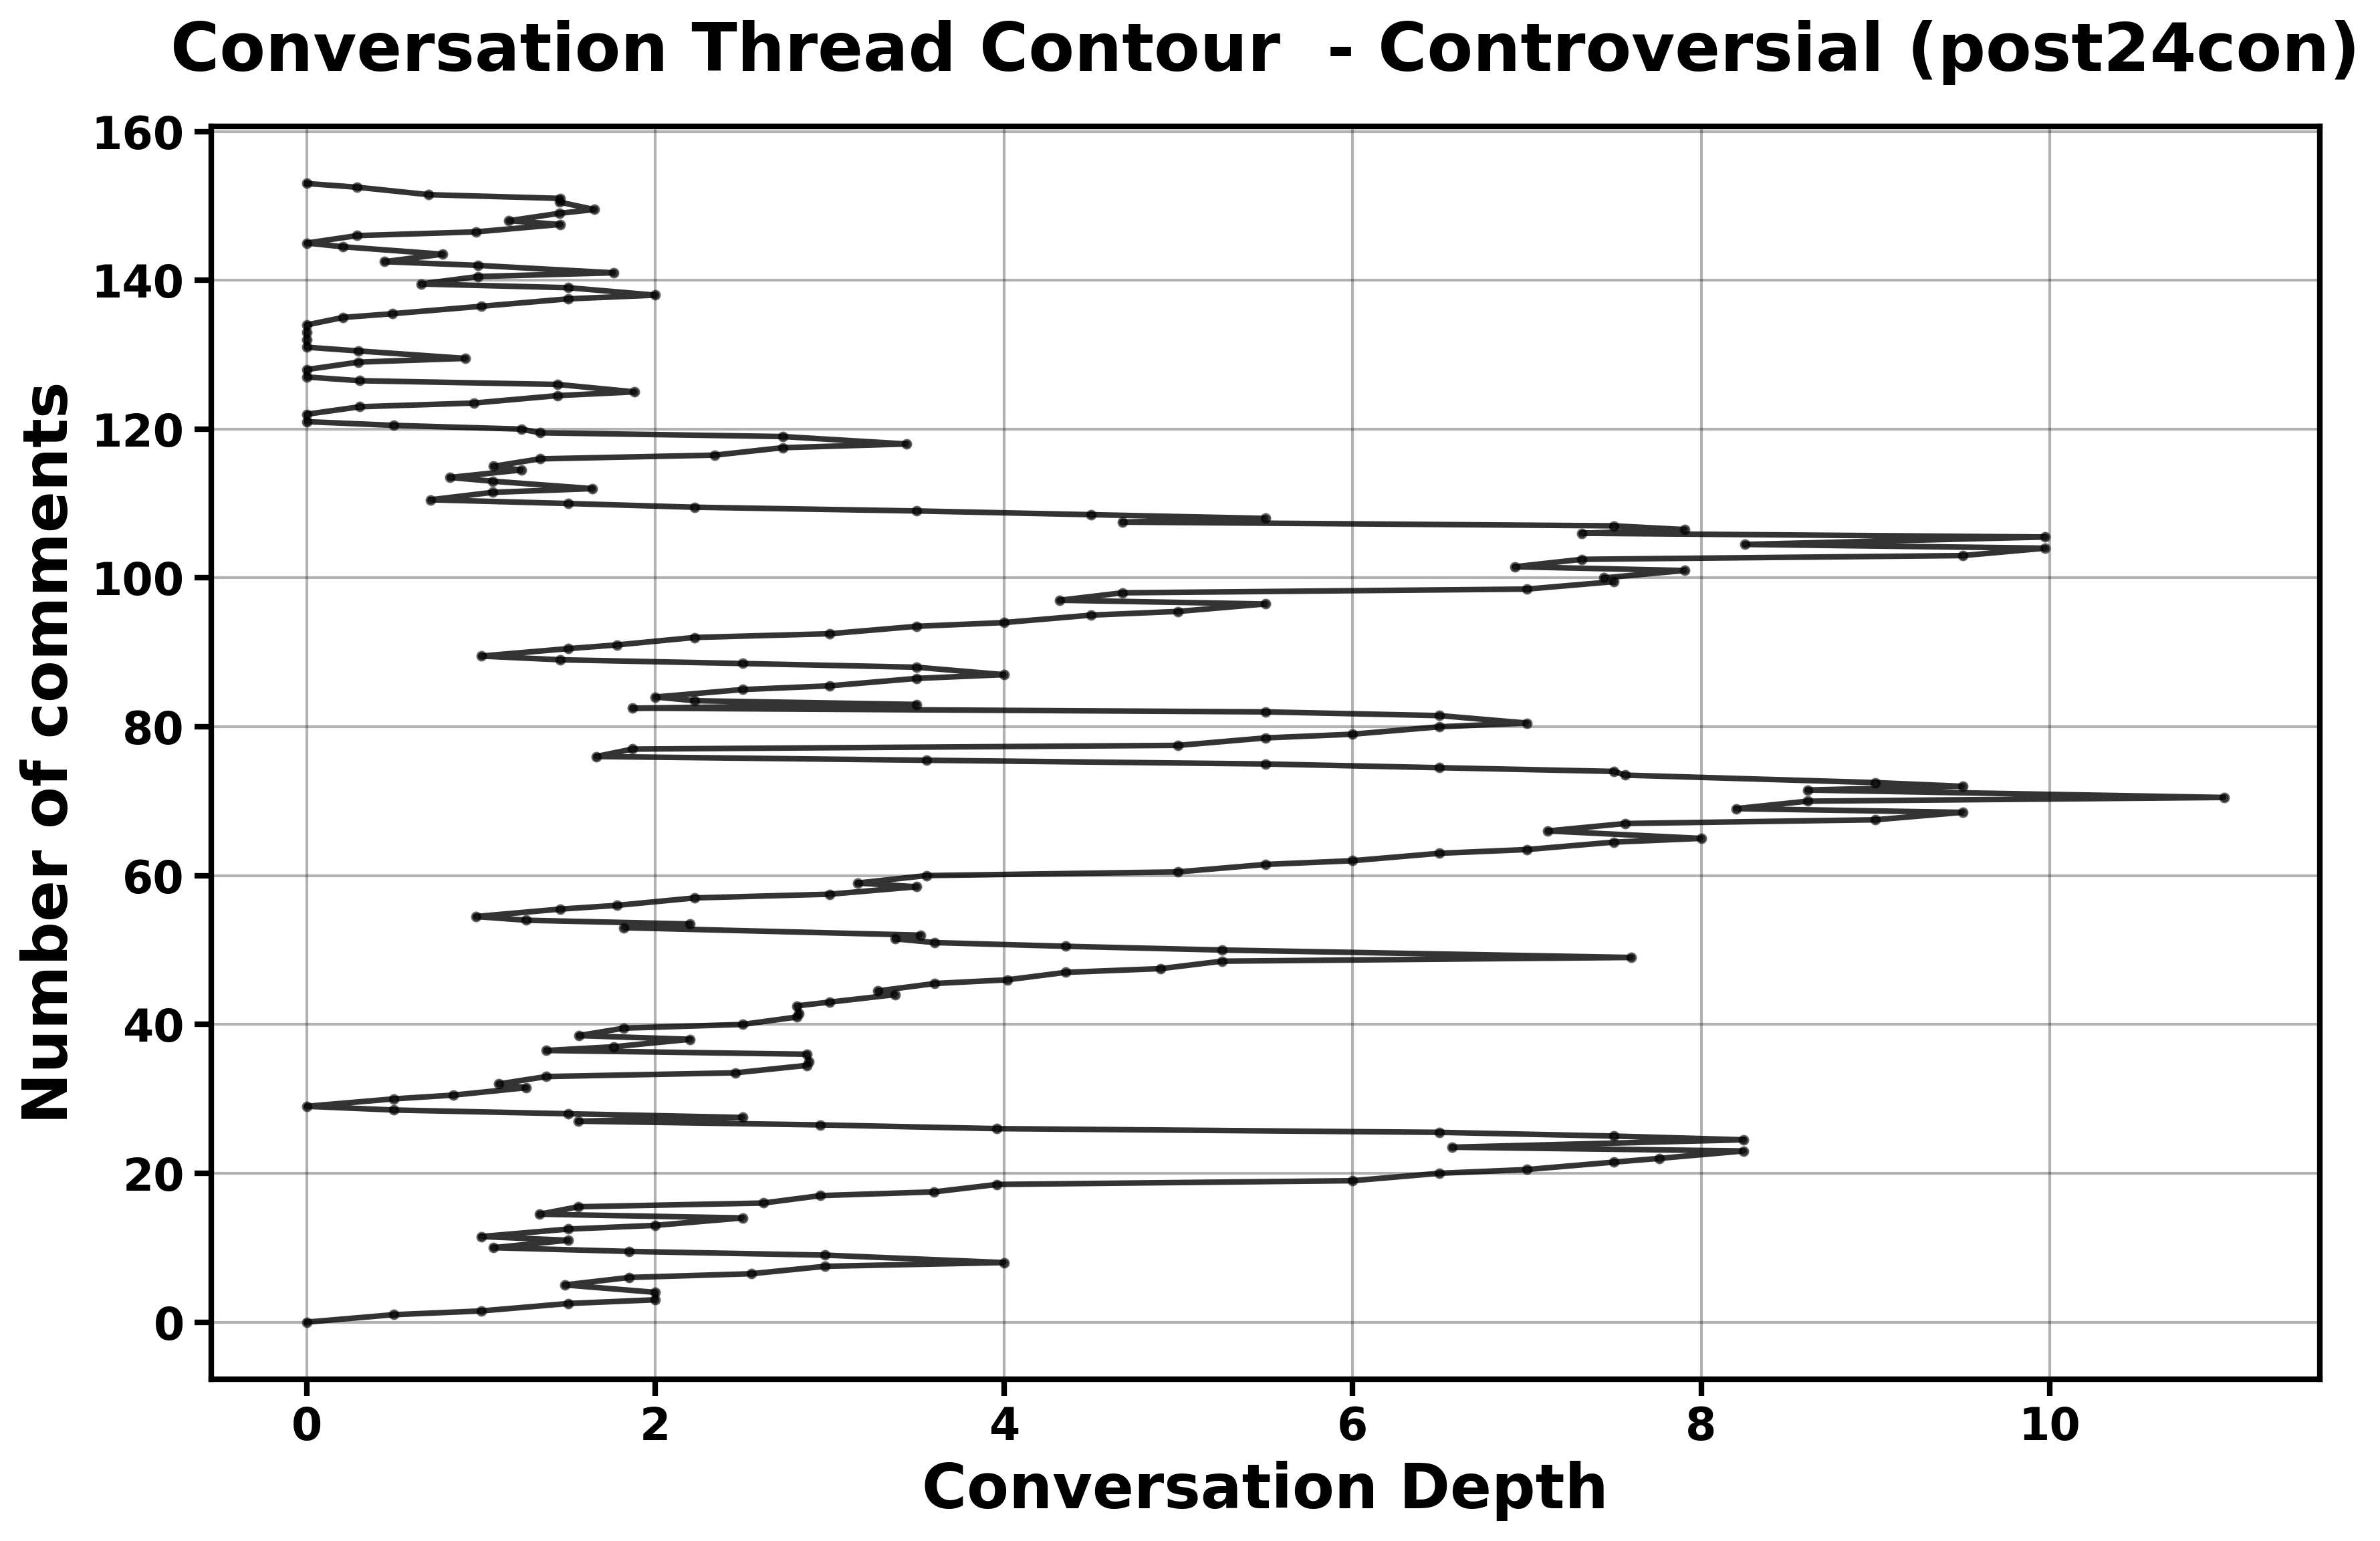 Conversation Thread Contour  - Controversial (post24con)
Number of comments
160
140
120
100
80
60
40
20
0
0 2 4 6 8 10
Conversation Depth